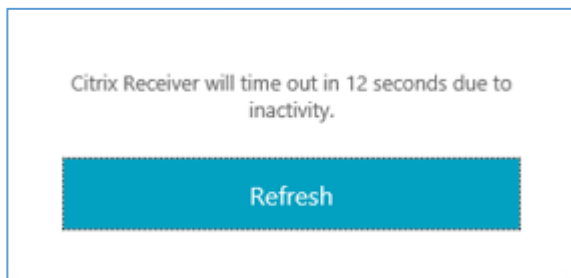 Citrix Receiver will time out in 12 seconds due to
inactivity.
Refresh